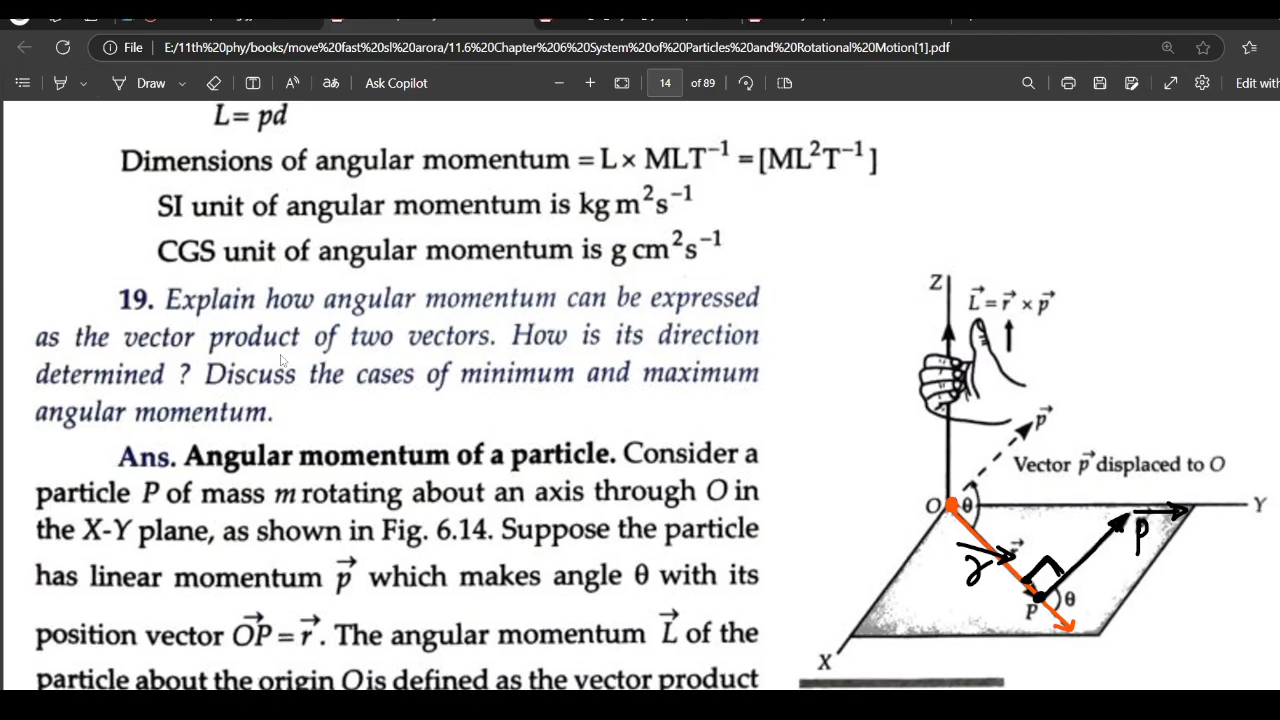 File E:/11th%20phy/books/move%20fast%20sl%20arora/11.6%20Chapter%206%20System%20of%20Particles%20and%20Rotational%20Motion[1].pdf
Draw aあ Ask Copilot 14 of 89 Edit with
L = pd
Dimensions of angular momentum = L × MLT⁻¹ = [ML²T⁻¹]
SI unit of angular momentum is kg m²s⁻¹
CGS unit of angular momentum is g cm²s⁻¹
19. Explain how angular momentum can be expressed
as the vector product of two vectors. How is its direction
determined ? Discuss the cases of minimum and maximum
angular momentum.
Ans. Angular momentum of a particle. Consider a
particle P of mass m rotating about an axis through O in
the X-Y plane, as shown in Fig. 6.14. Suppose the particle
has linear momentum p⃗ which makes angle θ with its
position vector OP⃗ = r⃗. The angular momentum L⃗ of the
particle about the origin O is defined as the vector product
Z
L⃗ = r⃗ × p⃗
p⃗
Vector p⃗ displaced to O
O θ Y
p
r
P θ
X